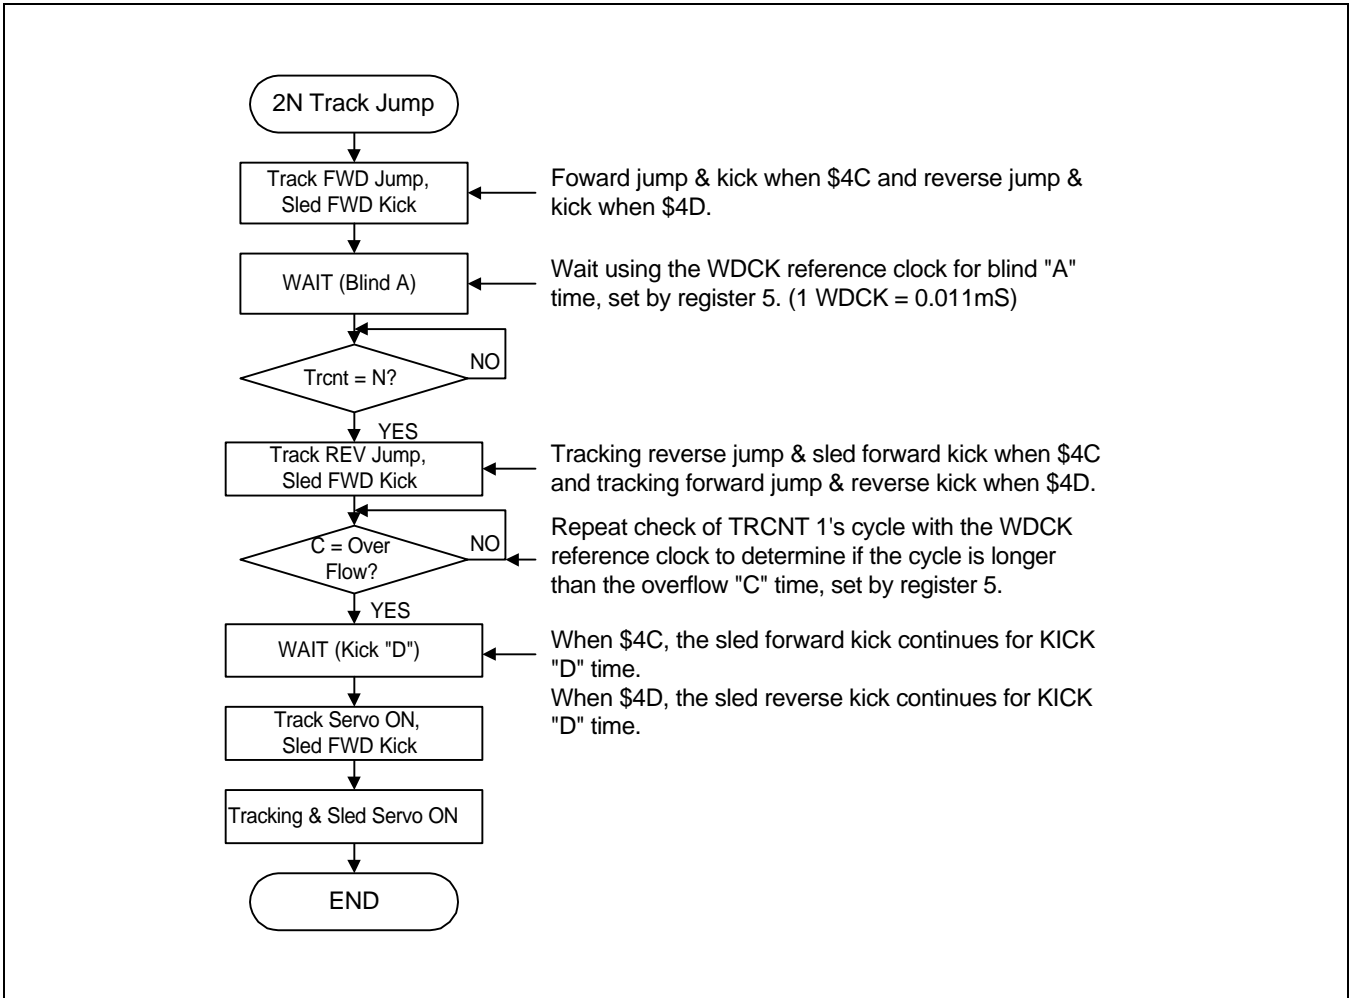 2N Track Jump
Track FWD Jump,
Sled FWD Kick
Foward jump & kick when $4C and reverse jump &
kick when $4D.
WAIT (Blind A)
Wait using the WDCK reference clock for blind "A"
time, set by register 5. (1 WDCK = 0.011mS)
NO
Trcnt = N?
YES
Track REV Jump,
Sled FWD Kick
Tracking reverse jump & sled forward kick when $4C
and tracking forward jump & reverse kick when $4D.
C = Over
Flow?
NO
Repeat check of TRCNT 1's cycle with the WDCK
reference clock to determine if the cycle is longer
than the overflow "C" time, set by register 5.
YES
WAIT (Kick "D")
When $4C, the sled forward kick continues for KICK
"D" time.
When $4D, the sled reverse kick continues for KICK
"D" time.
Track Servo ON,
Sled FWD Kick
Tracking & Sled Servo ON
END